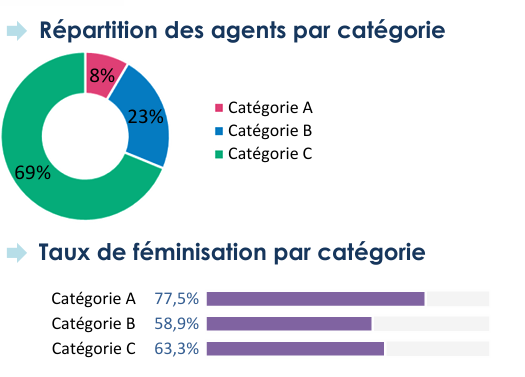 Répartition des agents par catégorie
8%
23%
69%
Catégorie A
Catégorie B
Catégorie C
Taux de féminisation par catégorie
Catégorie A 77,5%
Catégorie B 58,9%
Catégorie C 63,3%